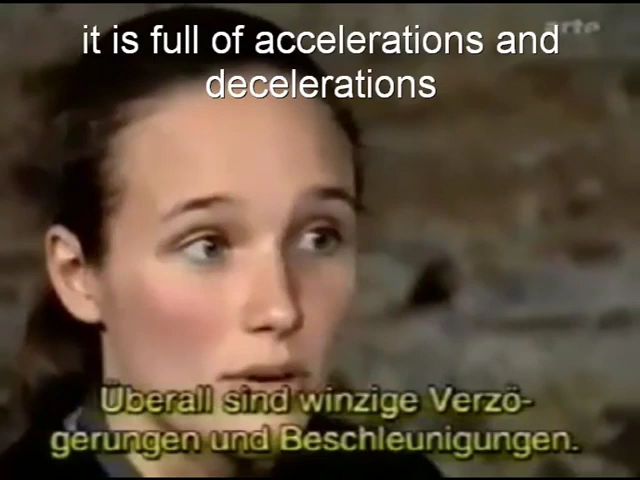 it is full of accelerations and
decelerations
arte
Überall sind winzige Verzö-
gerungen und Beschleunigungen.